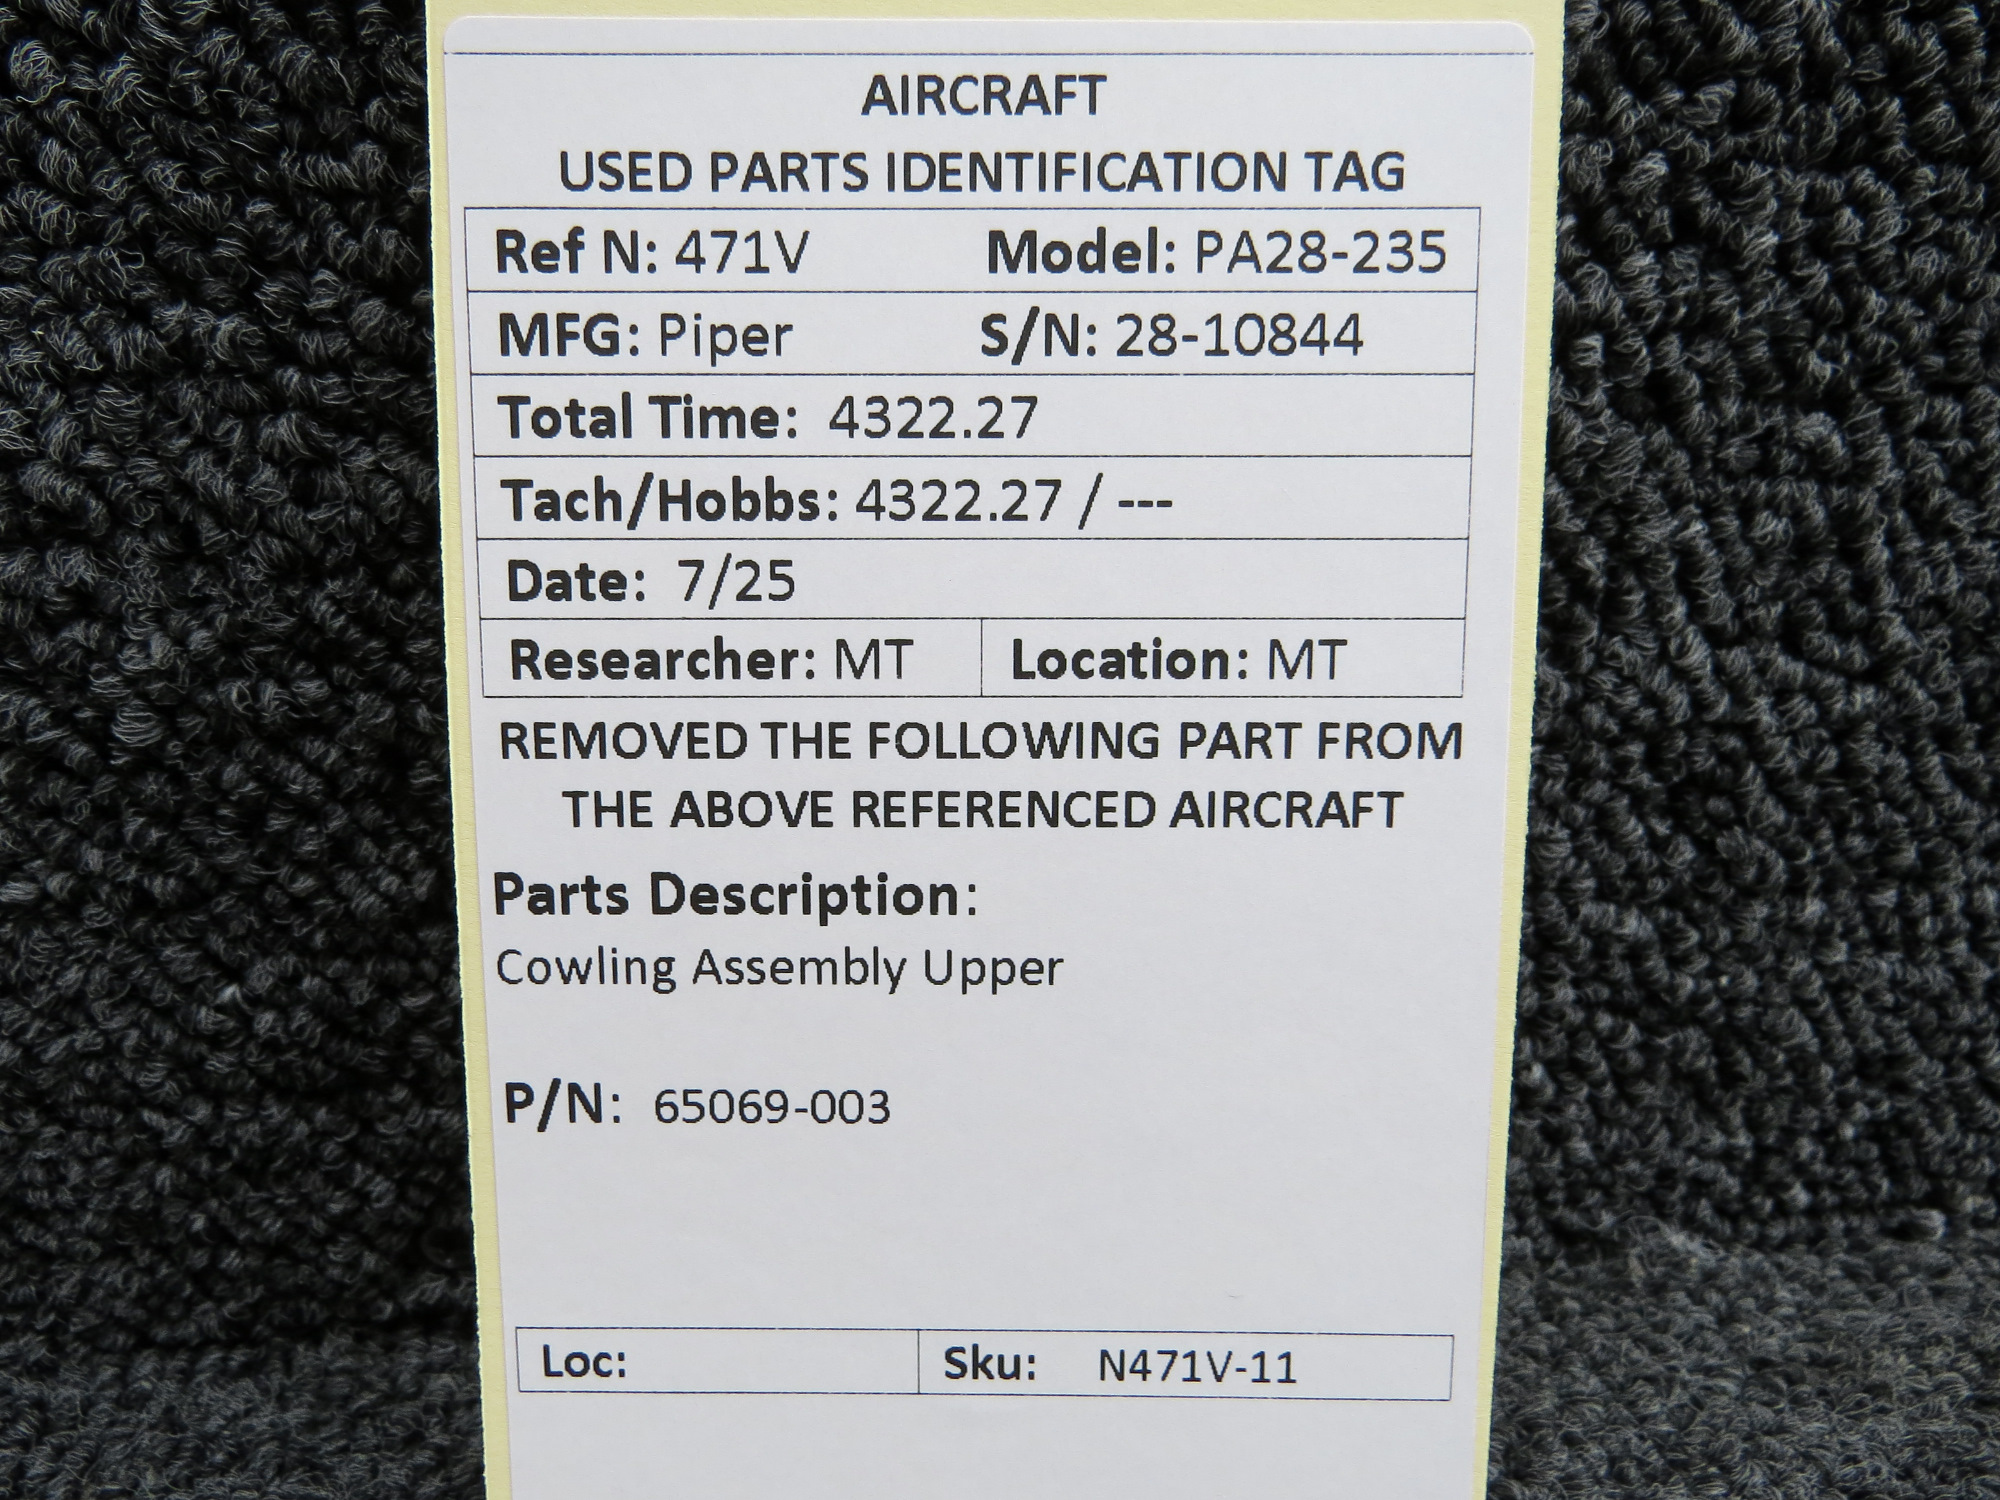 AIRCRAFT
USED PARTS IDENTIFICATION TAG
Ref N: 471V Model: PA28-235
MFG: Piper S/N: 28-10844
Total Time: 4322.27
Tach/Hobbs: 4322.27 / ---
Date: 7/25
Researcher: MT Location: MT
REMOVED THE FOLLOWING PART FROM
THE ABOVE REFERENCED AIRCRAFT
Parts Description:
Cowling Assembly Upper
P/N: 65069-003
Loc: Sku: N471V-11